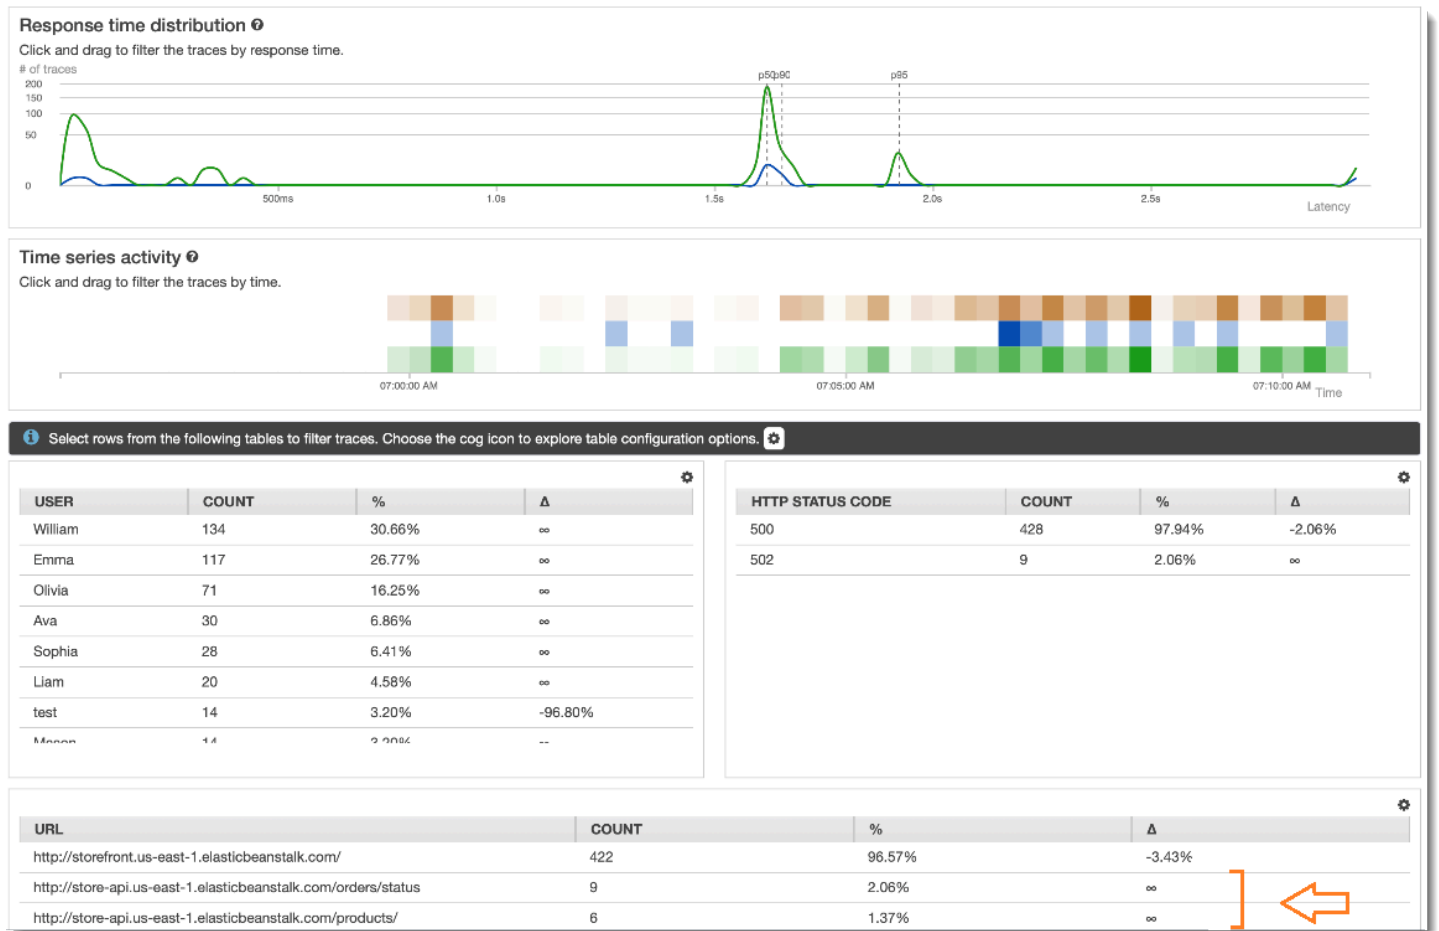 Response time distribution
Click and drag to filter the traces by response time.
# of traces
p50 p90 p95
200
150
100
50
0
500ms 1.0s 1.5s 2.0s 2.5s
Latency
Time series activity
Click and drag to filter the traces by time.
07:00:00 AM 07:05:00 AM 07:10:00 AM
Time
Select rows from the following tables to filter traces. Choose the cog icon to explore table configuration options.
USER COUNT % Δ
William 134 30.66% ∞
Emma 117 26.77% ∞
Olivia 71 16.25% ∞
Ava 30 6.86% ∞
Sophia 28 6.41% ∞
Liam 20 4.58% ∞
test 14 3.20% -96.80%
14 3.20%
HTTP STATUS CODE COUNT % Δ
500 428 97.94% -2.06%
502 9 2.06% ∞
URL COUNT % Δ
http://storefront.us-east-1.elasticbeanstalk.com/ 422 96.57% -3.43%
http://store-api.us-east-1.elasticbeanstalk.com/orders/status 9 2.06% ∞
http://store-api.us-east-1.elasticbeanstalk.com/products/ 6 1.37% ∞